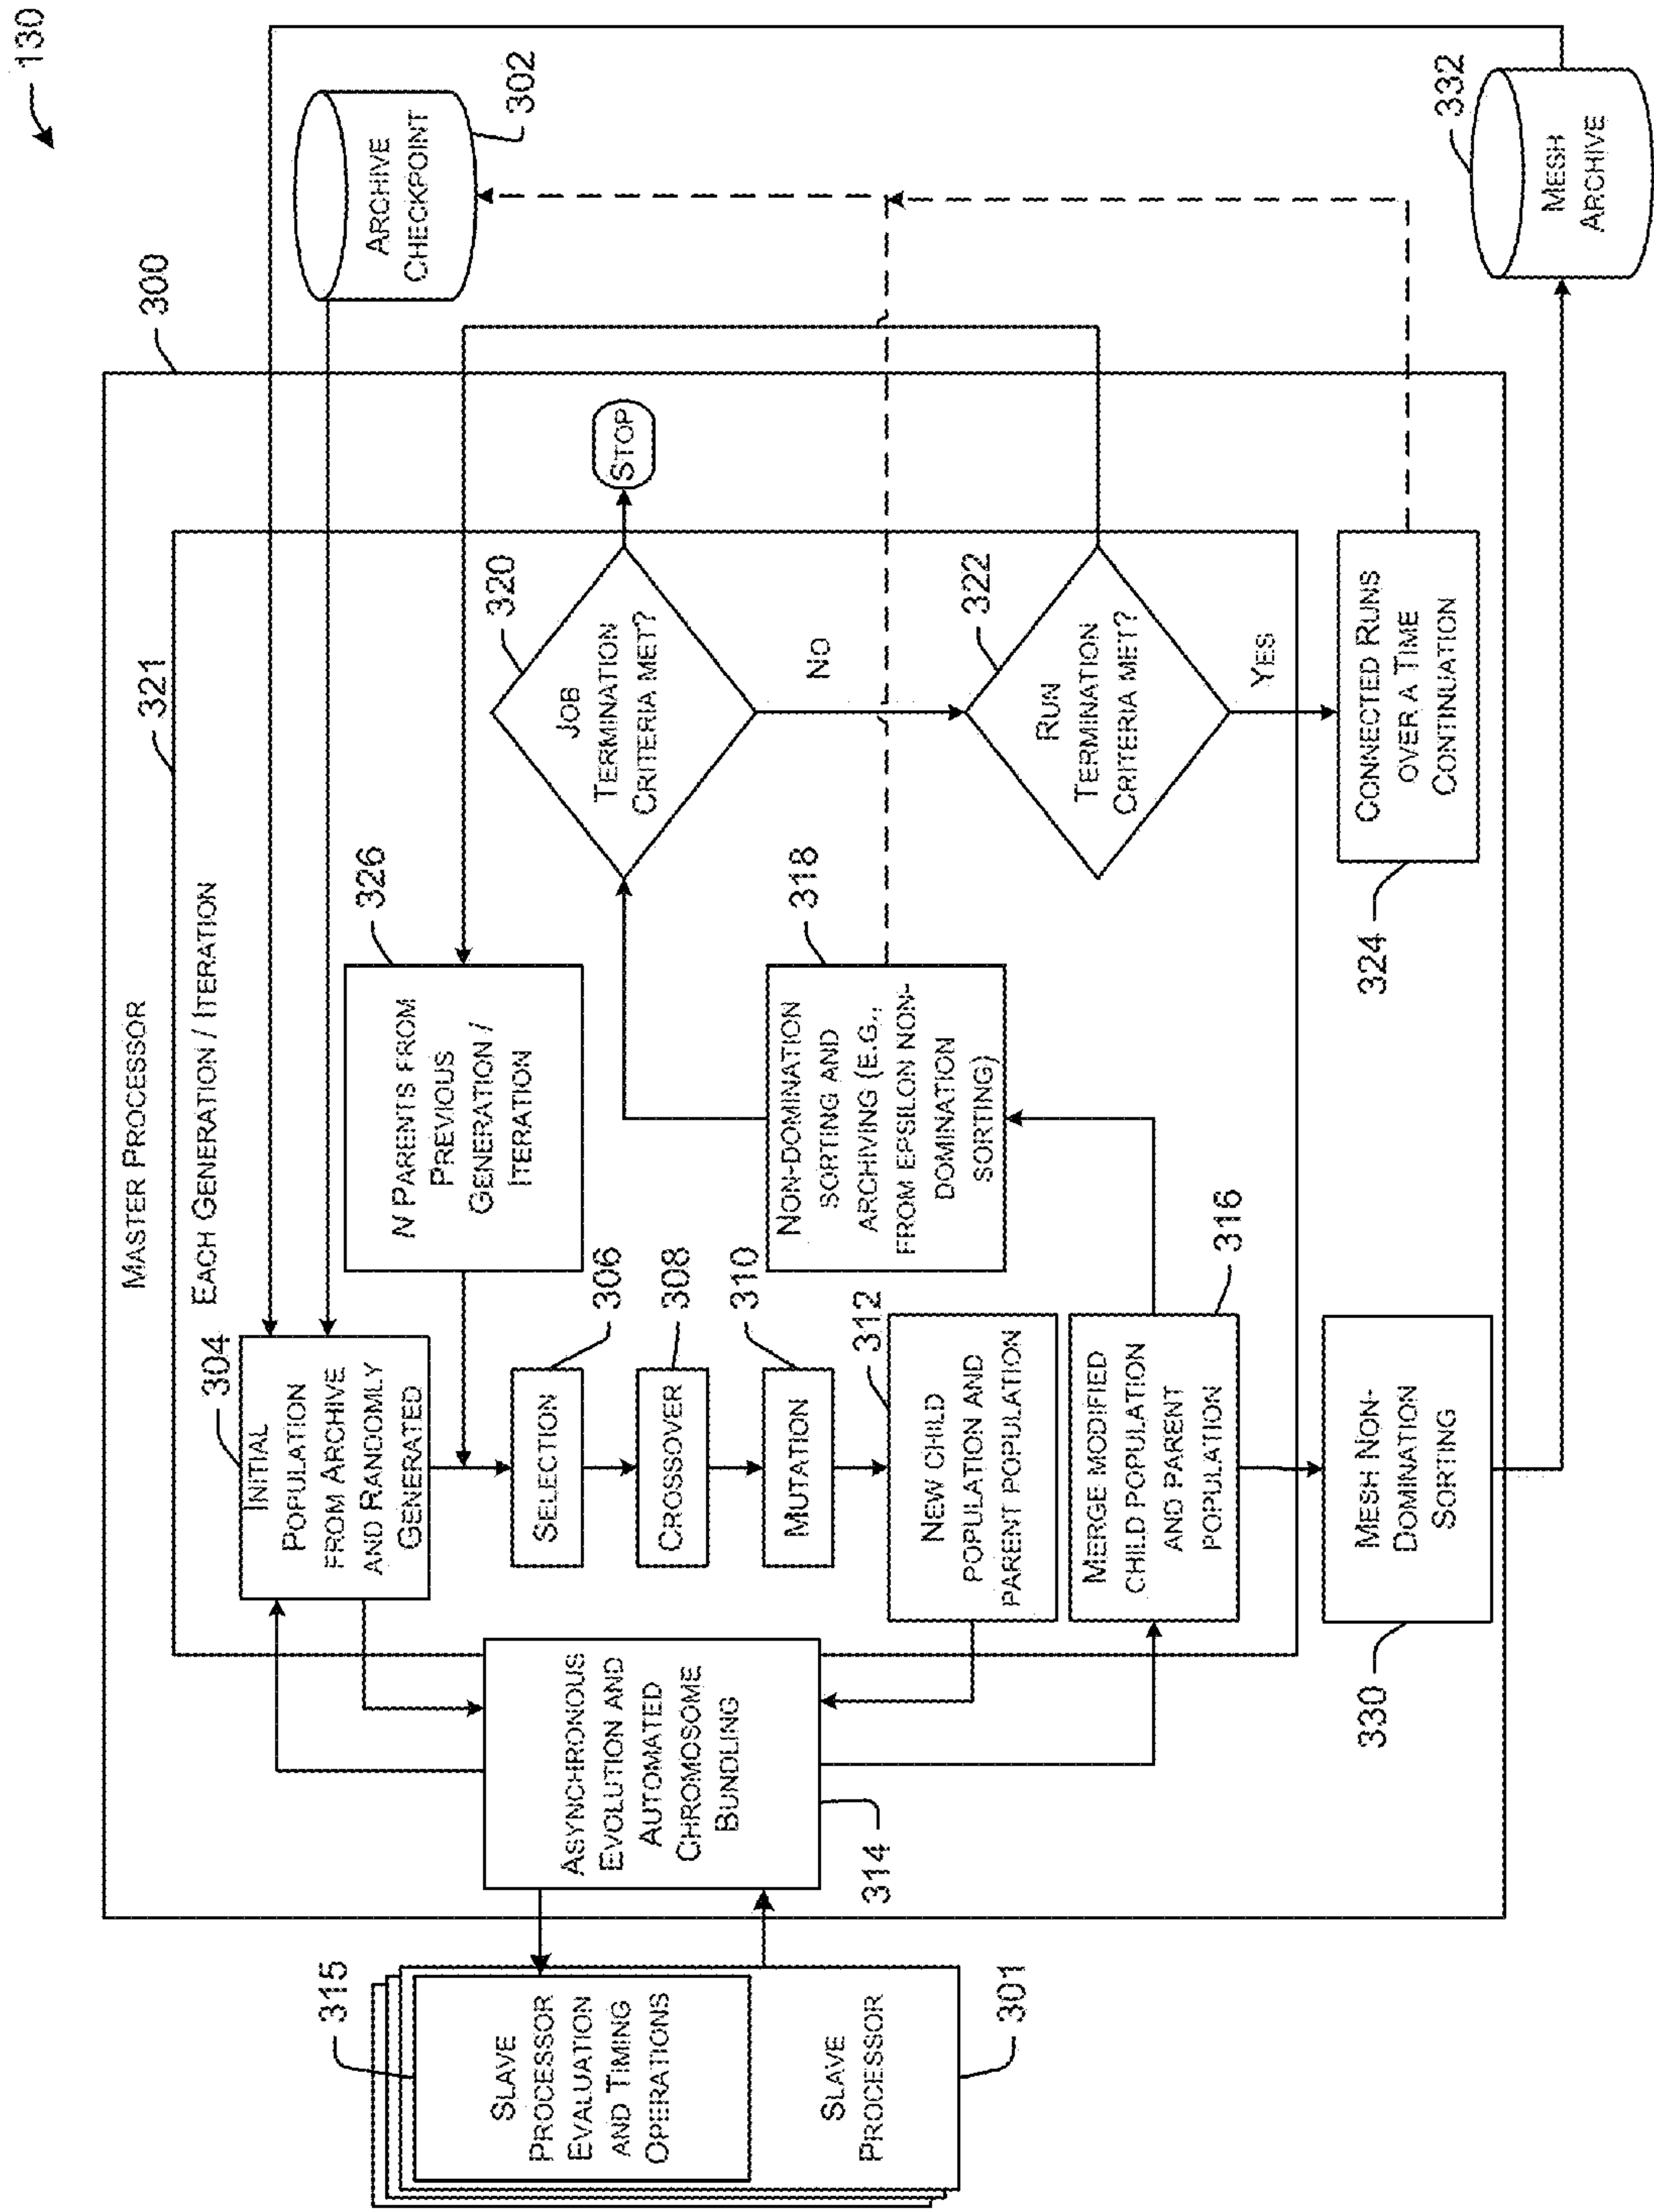 130
MASTER PROCESSOR
300
321
EACH GENERATION / ITERATION
304
INITIAL
POPULATION
FROM ARCHIVE
AND RANDOMLY
GENERATED
ARCHIVE
CHECKPOINT
302
N PARENTS FROM
PREVIOUS
GENERATION /
ITERATION
326
SELECTION
306
CROSSOVER
308
MUTATION
310
NEW CHILD
POPULATION AND
PARENT POPULATION
312
ASYNCHRONOUS
EVOLUTION AND
AUTOMATED
CHROMOSOME
BUNDLING
314
SLAVE
PROCESSOR
EVALUATION
AND TIMING
OPERATIONS
315
SLAVE
PROCESSOR
301
MERGE MODIFIED
CHILD POPULATION
AND PARENT
POPULATION
316
NON-DOMINATION
SORTING AND
ARCHIVING (E.G.,
FROM EPSILON NON-
DOMINATION
SORTING)
318
JOB
TERMINATION
CRITERIA MET?
320
STOP
NO
RUN
TERMINATION
CRITERIA MET?
322
YES
CONNECTED RUNS
OVER A TIME
CONTINUATION
324
MESH NON-
DOMINATION
SORTING
330
MESH
ARCHIVE
332